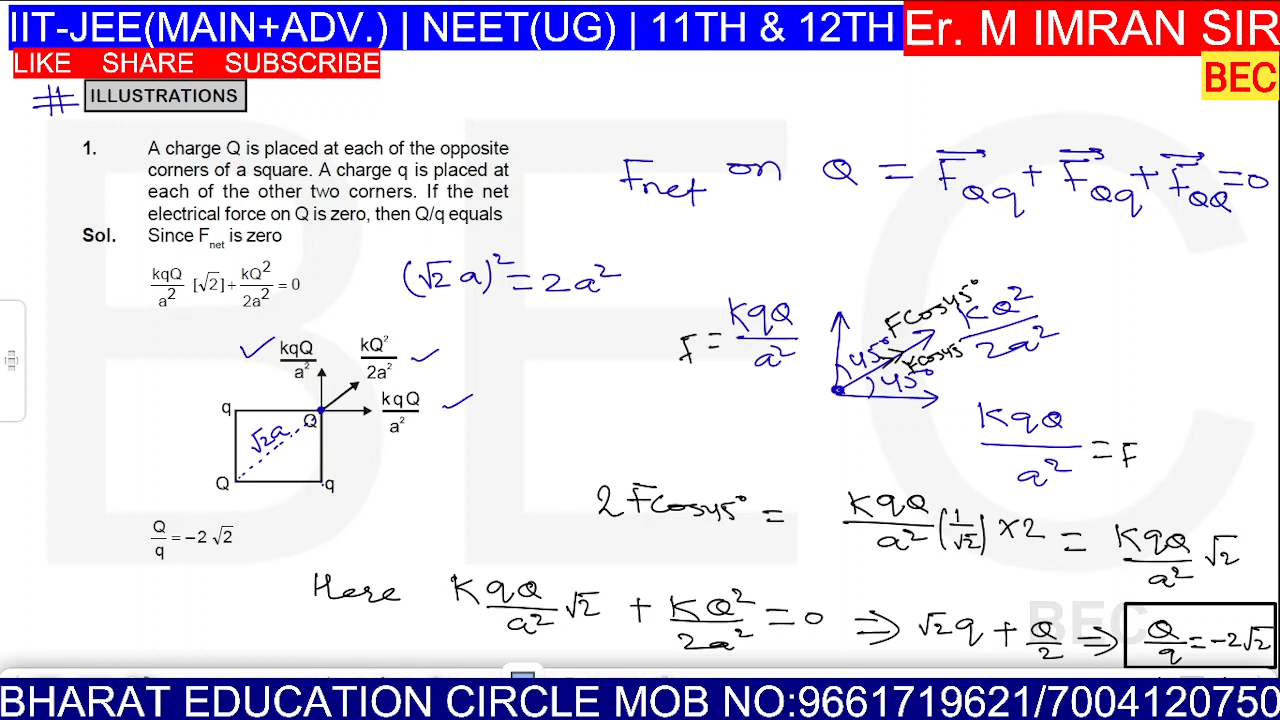 IIT-JEE(MAIN+ADV.) | NEET(UG) | 11TH & 12TH Er. M IMRAN SIR
LIKE SHARE SUBSCRIBE
BEC
# ILLUSTRATIONS
1. A charge Q is placed at each of the opposite
corners of a square. A charge q is placed at
each of the other two corners. If the net
electrical force on Q is zero, then Q/q equals
Sol. Since F_net is zero
kqQ/a² [√2] + kQ²/2a² = 0
(√2 a)² = 2a²
F_net on Q = F_Qq + F_Qq + F_QQ = 0
kqQ/a²
kQ²/2a²
kqQ/a²
q
Q
√2a
Q
q
Q/q = -2√2
F = KqQ/a²
FCos45°
45°
FCos45
45°
KQ²/2a²
KqQ/a² = F
2FCos45° = KqQ/a² (1/√2) × 2 = KqQ/a² √2
Here KqQ/a² √2 + KQ²/2a² = 0 ⇒ √2q + Q/2 ⇒ Q/q = -2√2
BEC
BEC
BHARAT EDUCATION CIRCLE MOB NO:9661719621/7004120750